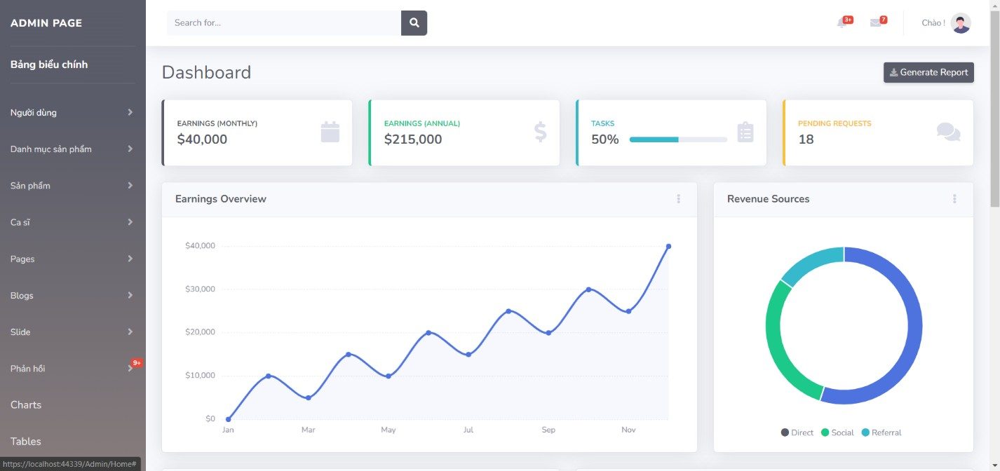 ADMIN PAGE
Bảng biểu chính
Người dùng
Danh mục sản phẩm
Sản phẩm
Ca sĩ
Pages
Blogs
Slide
Phản hồi
9+
Charts
Tables
https://localhost:44339/Admin/Home#
Search for...
3+
7
Chào !
Dashboard
Generate Report
EARNINGS (MONTHLY)
$40,000
EARNINGS (ANNUAL)
$215,000
TASKS
50%
PENDING REQUESTS
18
Earnings Overview
$40,000
$30,000
$20,000
$10,000
$0
Jan Mar May Jul Sep Nov
Revenue Sources
Direct Social Referral